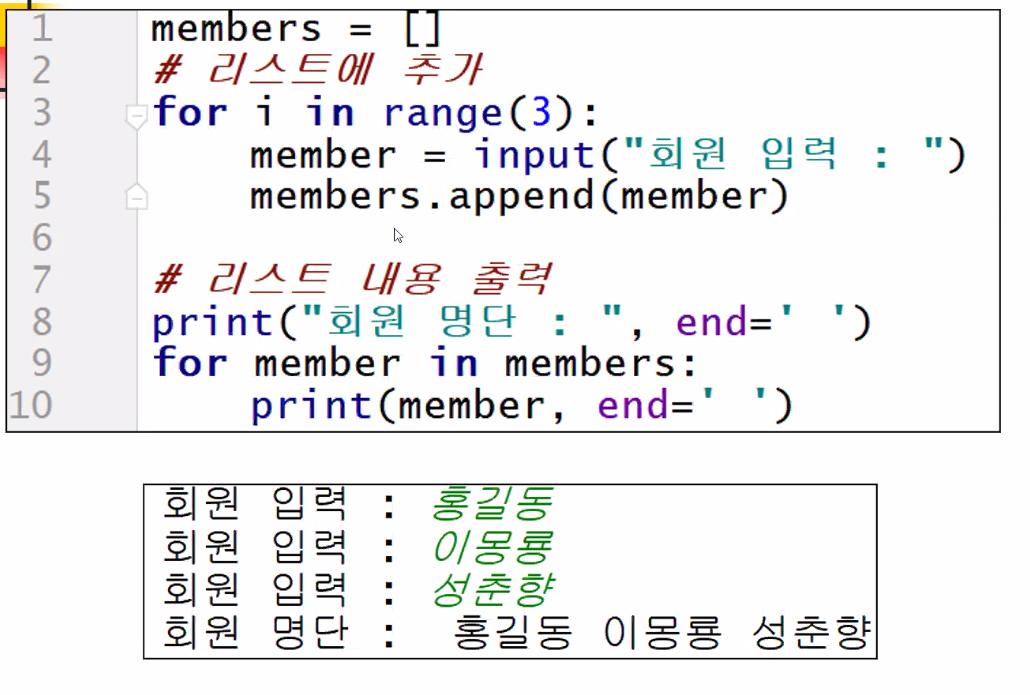 1 members = []
2 # 리스트에 추가
3 for i in range(3):
4     member = input("회원 입력 : ")
5     members.append(member)
6
7 # 리스트 내용 출력
8 print("회원 명단 : ", end=' ')
9 for member in members:
10     print(member, end=' ')
회원 입력 : 홍길동
회원 입력 : 이몽룡
회원 입력 : 성춘향
회원 명단 :  홍길동 이몽룡 성춘향